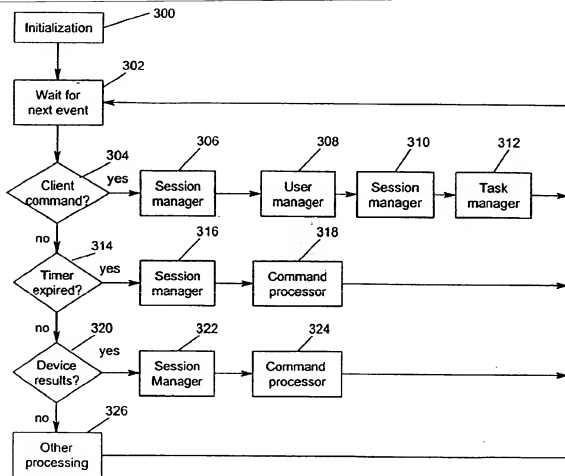 Initialization
300
302
Wait for
next event
304
Client
command?
yes
306
Session
manager
308
User
manager
310
Session
manager
312
Task
manager
no
314
Timer
expired?
yes
316
Session
manager
318
Command
processor
no
320
Device
results?
yes
322
Session
Manager
324
Command
processor
no
326
Other
processing